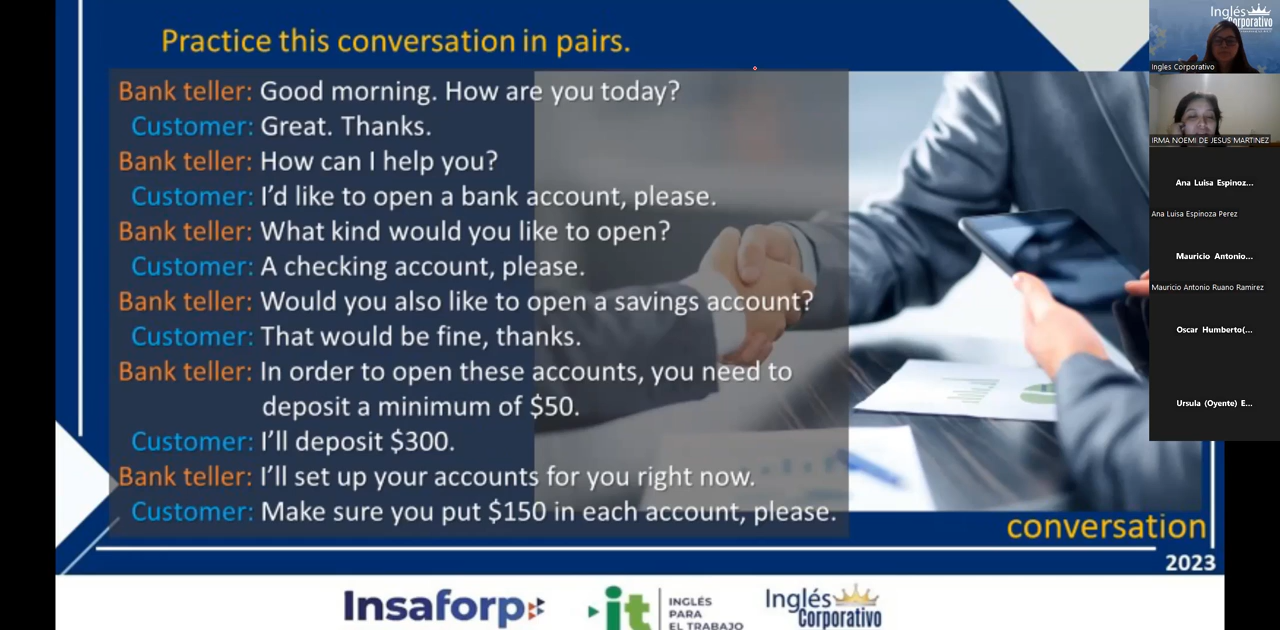 Practice this conversation in pairs.
Bank teller: Good morning. How are you today?
Customer: Great. Thanks.
Bank teller: How can I help you?
Customer: I'd like to open a bank account, please.
Bank teller: What kind would you like to open?
Customer: A checking account, please.
Bank teller: Would you also like to open a savings account?
Customer: That would be fine, thanks.
Bank teller: In order to open these accounts, you need to
deposit a minimum of $50.
Customer: I'll deposit $300.
Bank teller: I'll set up your accounts for you right now.
Customer: Make sure you put $150 in each account, please.
conversation
2023
Insaforp
it
INGLÉS
PARA
EL TRABAJO
Inglés
Corporativo
Inglés
Corporativo
Ingles Corporativo
IRMA NOEMI DE JESUS MARTINEZ
Ana Luisa Espinoz...
Ana Luisa Espinoza Perez
Mauricio Antonio...
Mauricio Antonio Ruano Ramirez
Oscar Humberto(...
Ursula (Oyente) E...